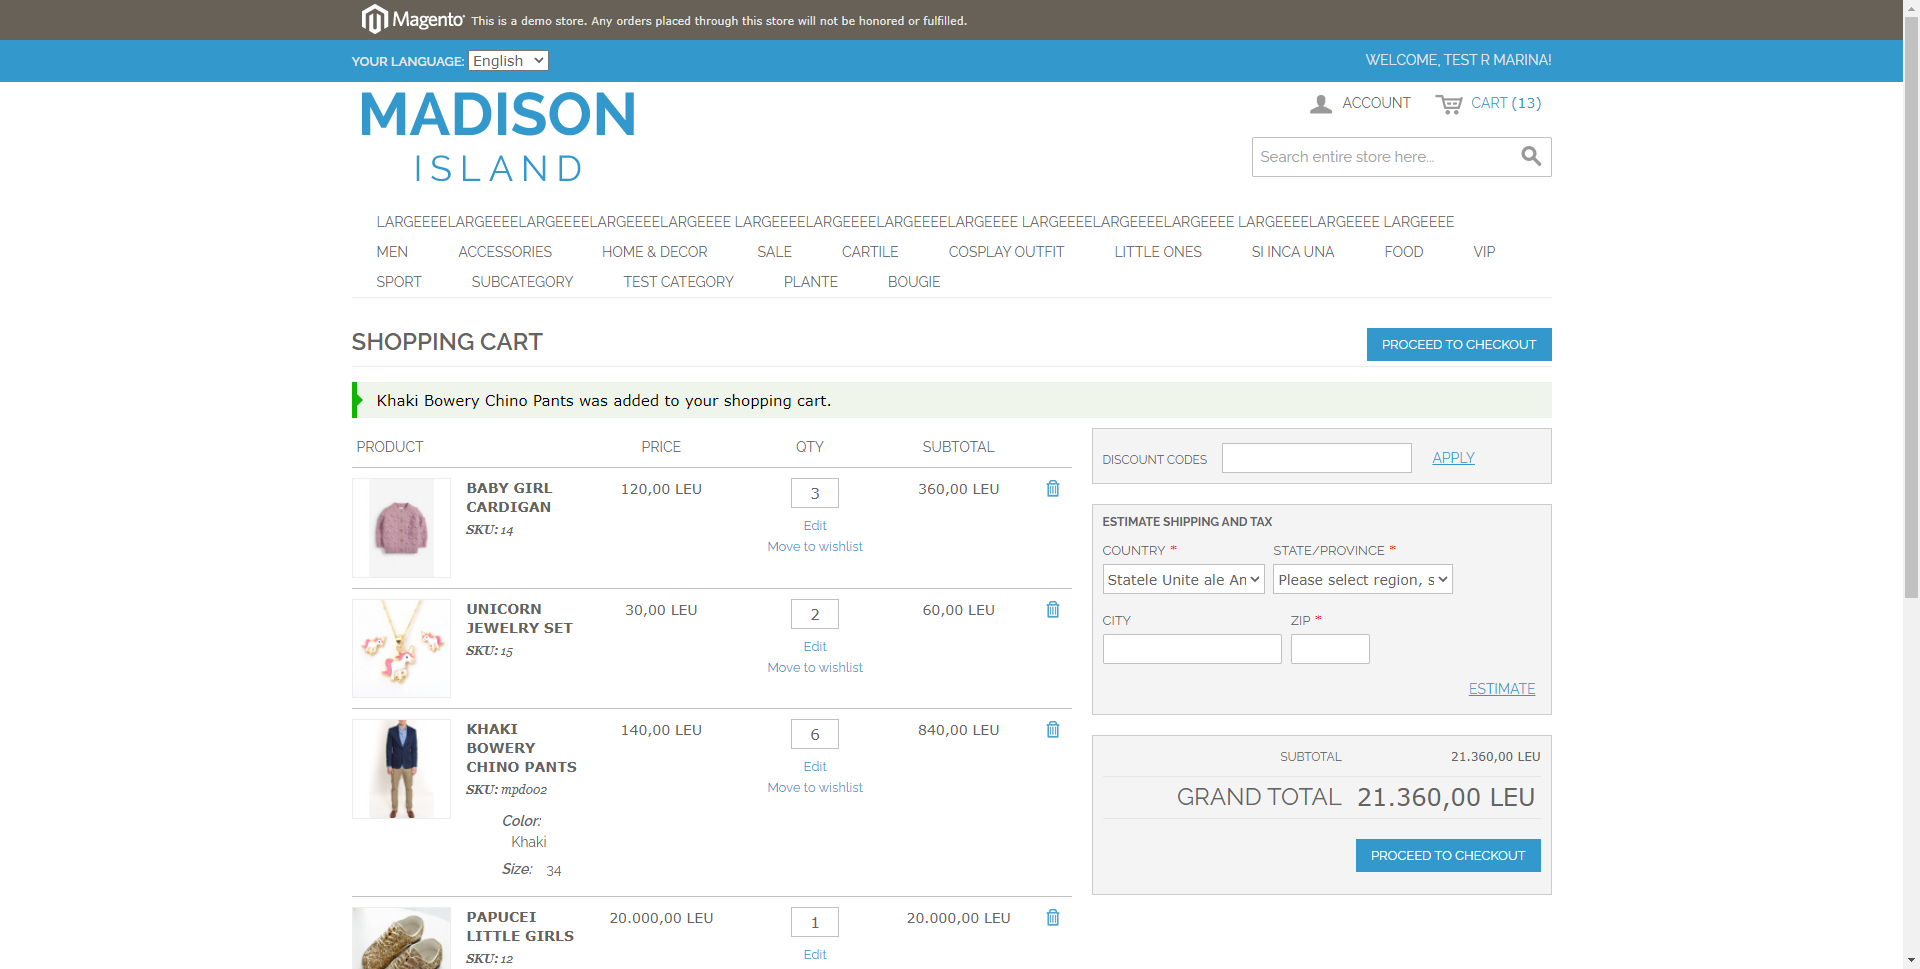 Magento This is a demo store. Any orders placed through this store will not be honored or fulfilled.
YOUR LANGUAGE: English
WELCOME, TEST R MARINA!
MADISON
ISLAND
ACCOUNT
CART (13)
Search entire store here...
LARGEEEELARGEEEELARGEEEELARGEEEELARGEEEE LARGEEEELARGEEEELARGEEEELARGEEEE LARGEEEELARGEEEELARGEEEE LARGEEEELARGEEEE LARGEEEE
MEN ACCESSORIES HOME & DECOR SALE CARTILE COSPLAY OUTFIT LITTLE ONES SI INCA UNA FOOD VIP
SPORT SUBCATEGORY TEST CATEGORY PLANTE BOUGIE
SHOPPING CART
PROCEED TO CHECKOUT
Khaki Bowery Chino Pants was added to your shopping cart.
PRODUCT PRICE QTY SUBTOTAL
BABY GIRL
CARDIGAN
SKU: 14
120,00 LEU
3
Edit
Move to wishlist
360,00 LEU
UNICORN
JEWELRY SET
SKU: 15
30,00 LEU
2
Edit
Move to wishlist
60,00 LEU
KHAKI
BOWERY
CHINO PANTS
SKU: mpd002
Color:
Khaki
Size: 34
140,00 LEU
6
Edit
Move to wishlist
840,00 LEU
PAPUCEI
LITTLE GIRLS
SKU: 12
20.000,00 LEU
1
Edit
20.000,00 LEU
DISCOUNT CODES
APPLY
ESTIMATE SHIPPING AND TAX
COUNTRY * STATE/PROVINCE *
Statele Unite ale An Please select region, s
CITY ZIP *
ESTIMATE
SUBTOTAL 21.360,00 LEU
GRAND TOTAL 21.360,00 LEU
PROCEED TO CHECKOUT